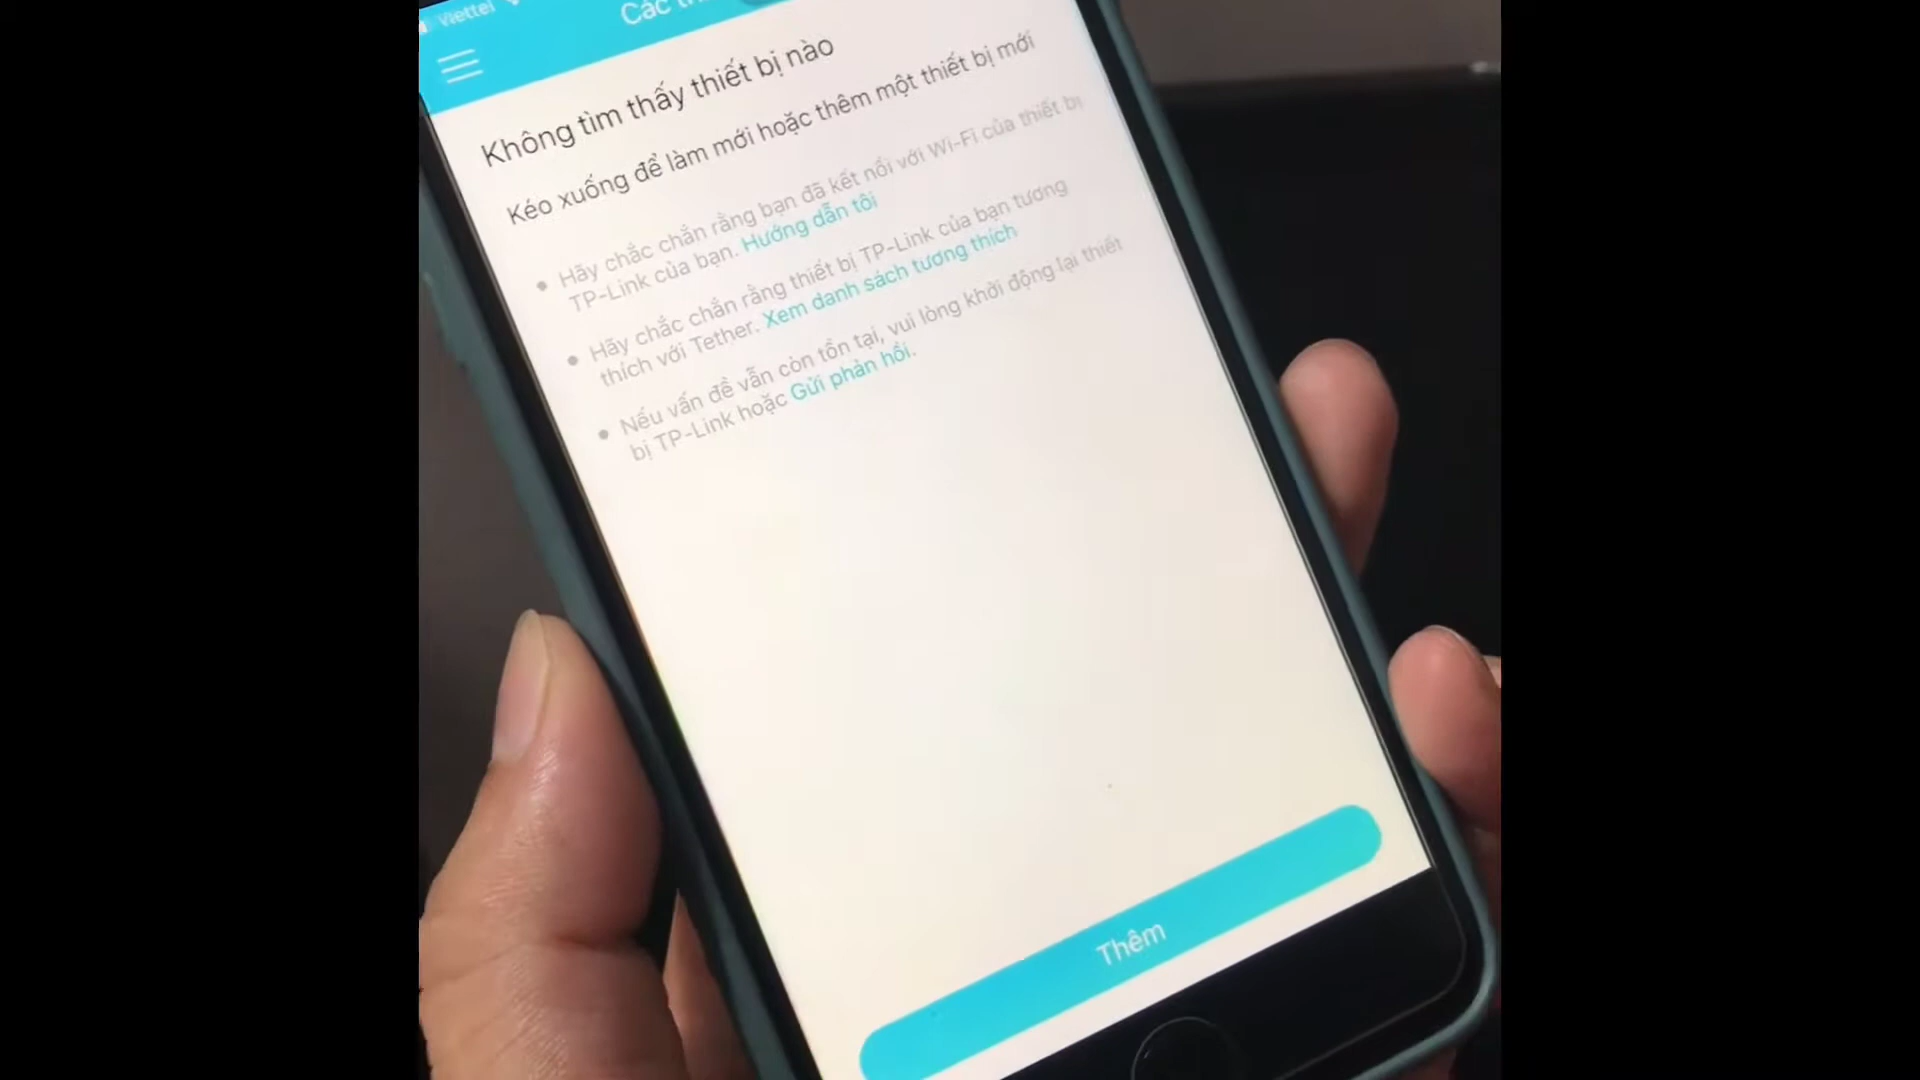 Viettel
Các
Không tìm thấy thiết bị nào
Kéo xuống để làm mới hoặc thêm một thiết bị mới
Hãy chắc chắn rằng bạn đã kết nối với Wi-Fi của thiết bị
TP-Link của bạn. Hướng dẫn tôi
Hãy chắc chắn rằng thiết bị TP-Link của bạn tương
thích với Tether. Xem danh sách tương thích
Nếu vấn đề vẫn còn tồn tại, vui lòng khởi động lại thiết
bị TP-Link hoặc Gửi phản hồi.
Thêm